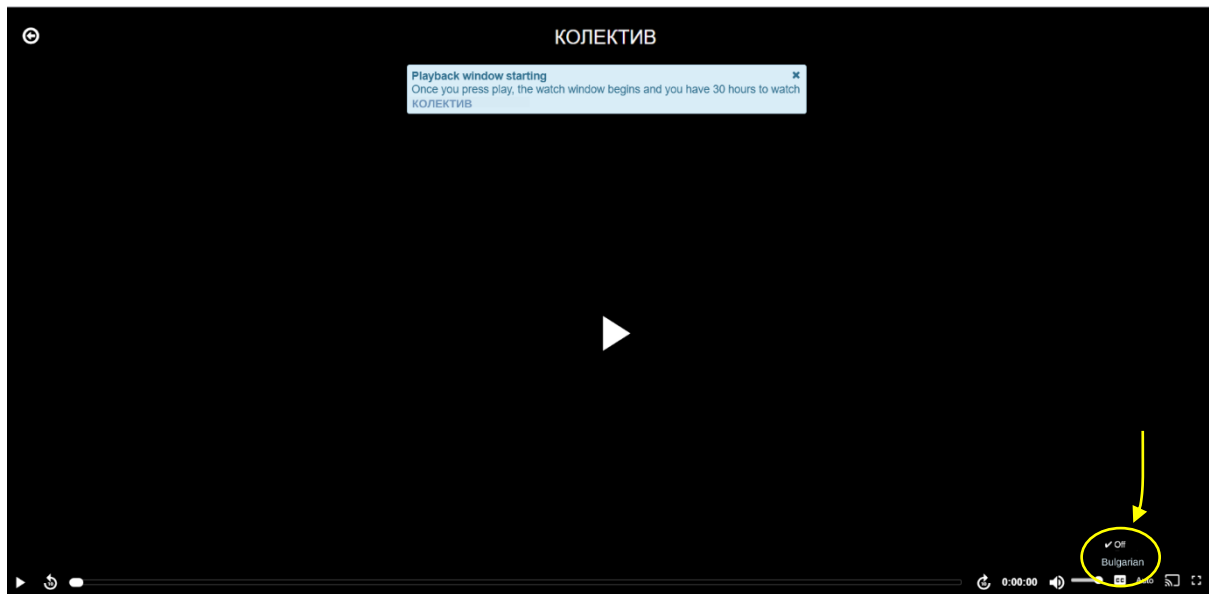 КОЛЕКТИВ
Playback window starting
Once you press play, the watch window begins and you have 30 hours to watch
КОЛЕКТИВ
Off
Bulgarian
0:00:00
CC
Auto